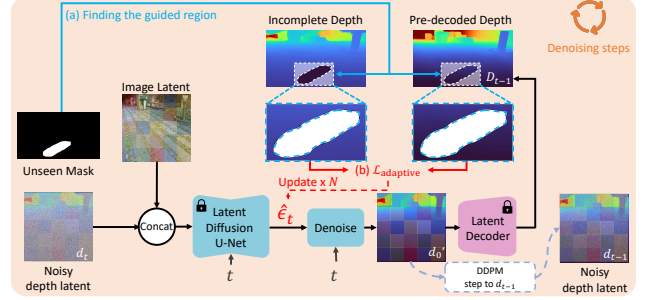 (a) Finding the guided region
Incomplete Depth
Pre-decoded Depth
Denoising steps
D_{t−1}
Image Latent
Unseen Mask
(b) ℒ_adaptive
Update x N
ϵ̂_t
d_t
Concat
Latent
Diffusion
U-Net
Denoise
d_0'
Latent
Decoder
d_{t−1}
t
t
DDPM
step to d_{t−1}
Noisy
depth latent
Noisy
depth latent